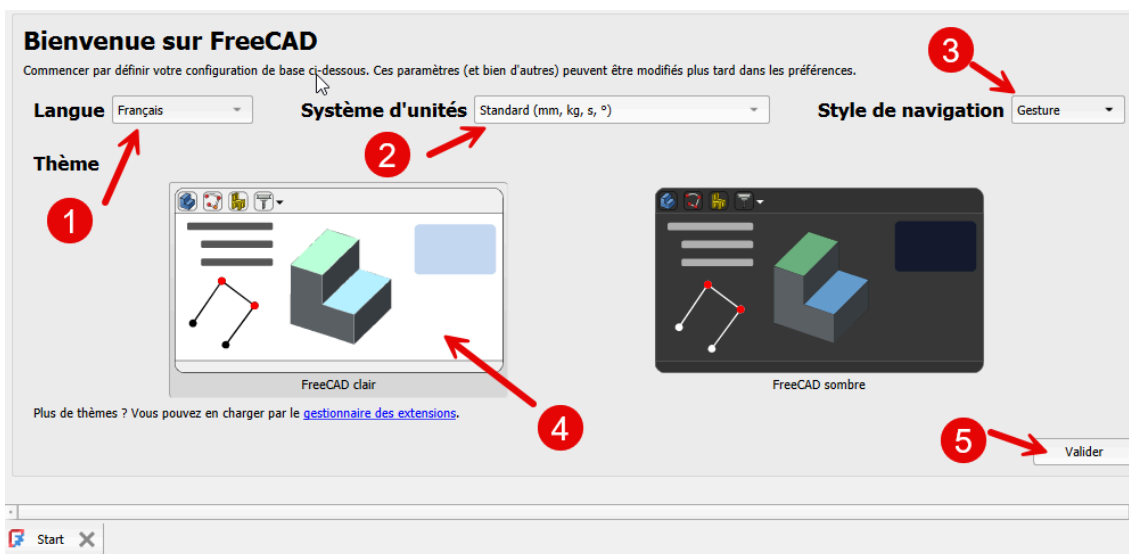 Bienvenue sur FreeCAD
3
Commencer par définir votre configuration de base ci-dessous. Ces paramètres (et bien d'autres) peuvent être modifiés plus tard dans les préférences.
Langue Français Système d'unités Standard (mm, kg, s, °) Style de navigation Gesture
2
Thème
1
FreeCAD clair FreeCAD sombre
Plus de thèmes ? Vous pouvez en charger par le gestionnaire des extensions.
4
5
Valider
Start